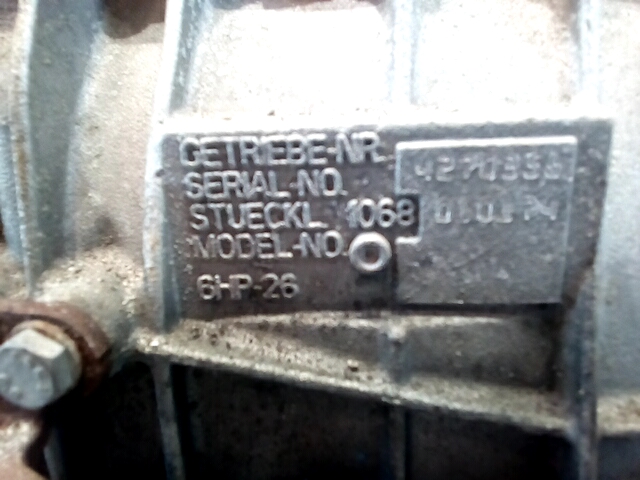 GETRIEBE-NR.
SERIAL-NO.
STUECKL. 1068
MODEL-NO.
6HP-26